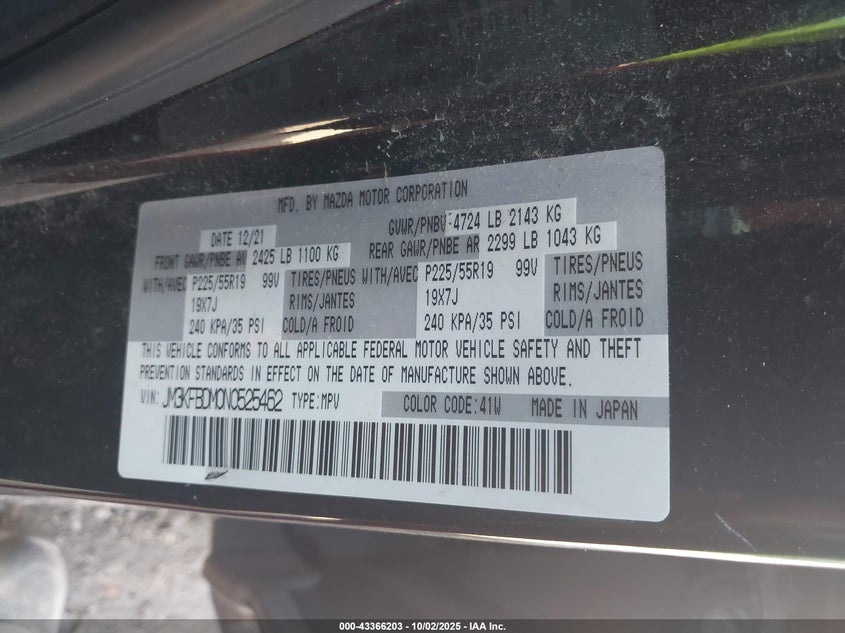 MFD. BY MAZDA MOTOR CORPORATION
DATE 12/21 GVWR/PNBV 4724 LB 2143 KG
FRONT GAWR/PNBE AV 2425 LB 1100 KG REAR GAWR/PNBE AR 2299 LB 1043 KG
WITH/AVEC P225/55R19 99V TIRES/PNEUS WITH/AVEC P225/55R19 99V TIRES/PNEUS
19X7J RIMS/JANTES 19X7J RIMS/JANTES
240 KPA/35 PSI COLD/A FROID 240 KPA/35 PSI COLD/A FROID
THIS VEHICLE CONFORMS TO ALL APPLICABLE FEDERAL MOTOR VEHICLE SAFETY AND THEFT
PREVENTION STANDARDS IN EFFECT ON THE DATE OF MANUFACTURE SHOWN ABOVE.
VIN: JM3KFBDM0N0525462 TYPE:MPV COLOR CODE:41W MADE IN JAPAN
000-43366203 - 10/02/2025 - IAA Inc.